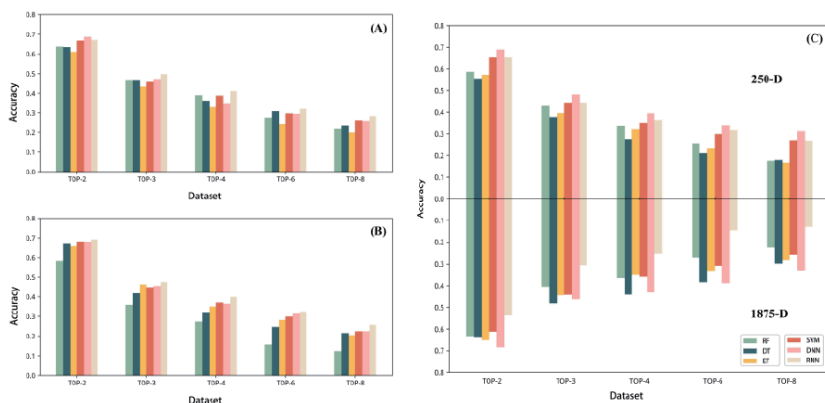 0.8
0.7
0.6
0.5
0.4
0.3
0.2
0.1
0.0
Accuracy
(A)
TOP-2 TOP-3 TOP-4 TOP-6 TOP-8
Dataset
0.8
0.7
0.6
0.5
0.4
0.3
0.2
0.1
0.0
Accuracy
(B)
TOP-2 TOP-3 TOP-4 TOP-6 TOP-8
Dataset
(C)
250-D
0.8
0.7
0.6
0.5
0.4
0.3
0.2
0.1
0.0
0.1
0.2
0.3
0.4
0.5
0.6
0.7
0.8
Accuracy
1875-D
RF SYM
DT DNN
ET RNN
TOP-2 TOP-3 TOP-4 TOP-6 TOP-8
Dataset